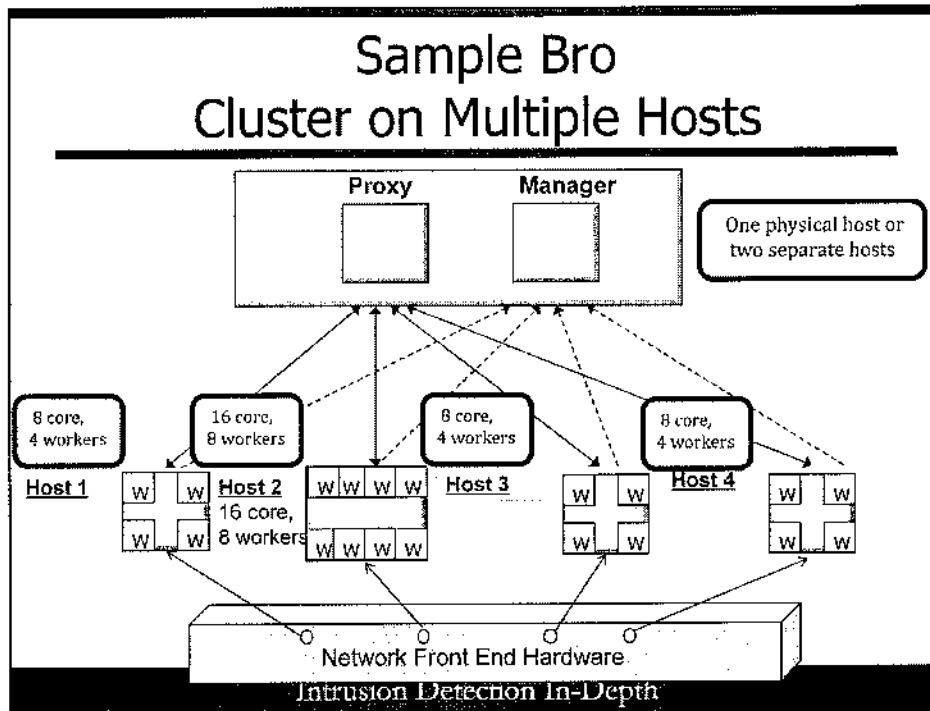 Sample Bro
Cluster on Multiple Hosts
Proxy
Manager
One physical host or
two separate hosts
8 core,
4 workers
16 core,
8 workers
8 core,
4 workers
8 core,
4 workers
Host 1
Host 2
16 core,
8 workers
Host 3
Host 4
W W
W W
W W W W
W W W W
W W
W W
W W
W W
Network Front End Hardware
Intrusion Detection In-Depth